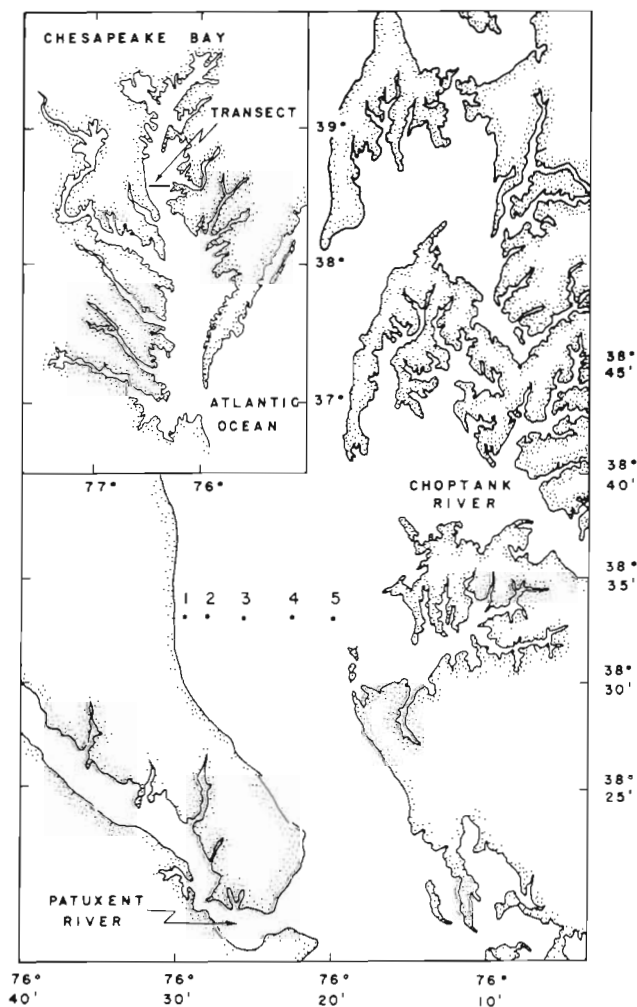 CHESAPEAKE BAY
TRANSECT
39°
38°
37°
ATLANTIC
OCEAN
77° 76°
38°
45'
38°
40'
CHOPTANK
RIVER
38°
35'
1 2 3 4 5
38°
30'
38°
25'
PATUXENT
RIVER
76° 76° 76° 76°
40' 30' 20' 10'